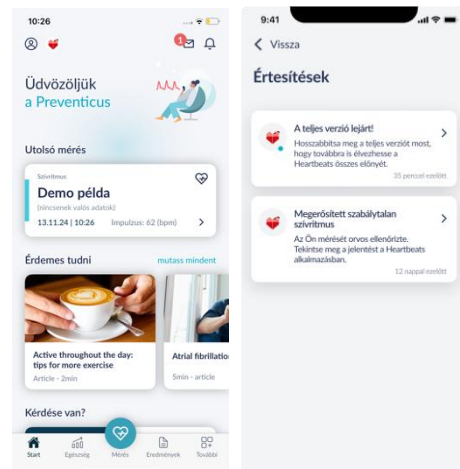 10:26
1
Üdvözöljük
a Preventicus
Utolsó mérés
Szívritmus
Demo példa
(nincsenek valós adatok)
13.11.24 | 10:26 Impulzus: 62 (bpm)
Érdemes tudni
mutass mindent
Active throughout the day:
tips for more exercise
Article - 2min
Atrial fibrillatio
5min - article
Kérdése van?
Start
Egészség
Mérés
Eredmények
További
9:41
Vissza
Értesítések
A teljes verzió lejárt!
Hosszabbítsa meg a teljes verziót most,
hogy továbbra is élvezhesse a
Heartbeats összes előnyét.
35 perccel ezelőtt
Megerősített szabálytalan
szívritmus
Az Ön mérését orvos ellenőrizte.
Tekintse meg a jelentést a Heartbeats
alkalmazásban.
12 nappal ezelőtt